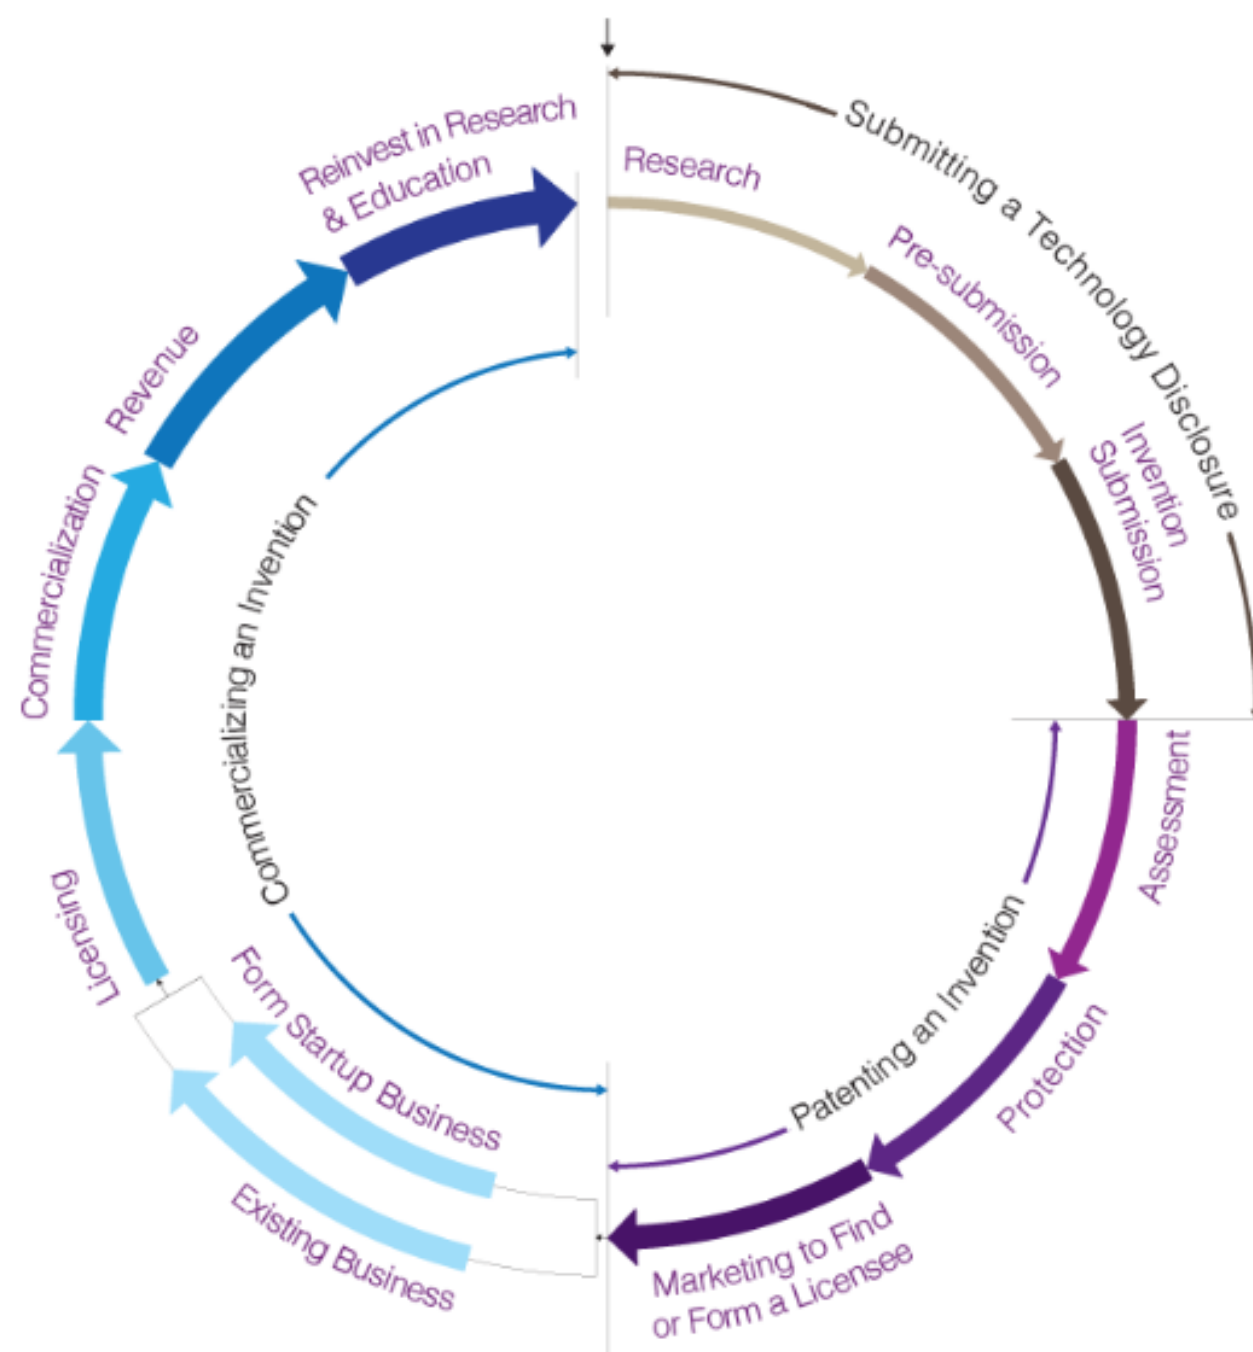 Submitting a Technology Disclosure
Research
Pre-submission
Invention
Submission
Assessment
Protection
Patenting an Invention
Marketing to Find
or Form a Licensee
Form Startup Business
Existing Business
Licensing
Commercializing an Invention
Commercialization
Revenue
Reinvest in Research
& Education